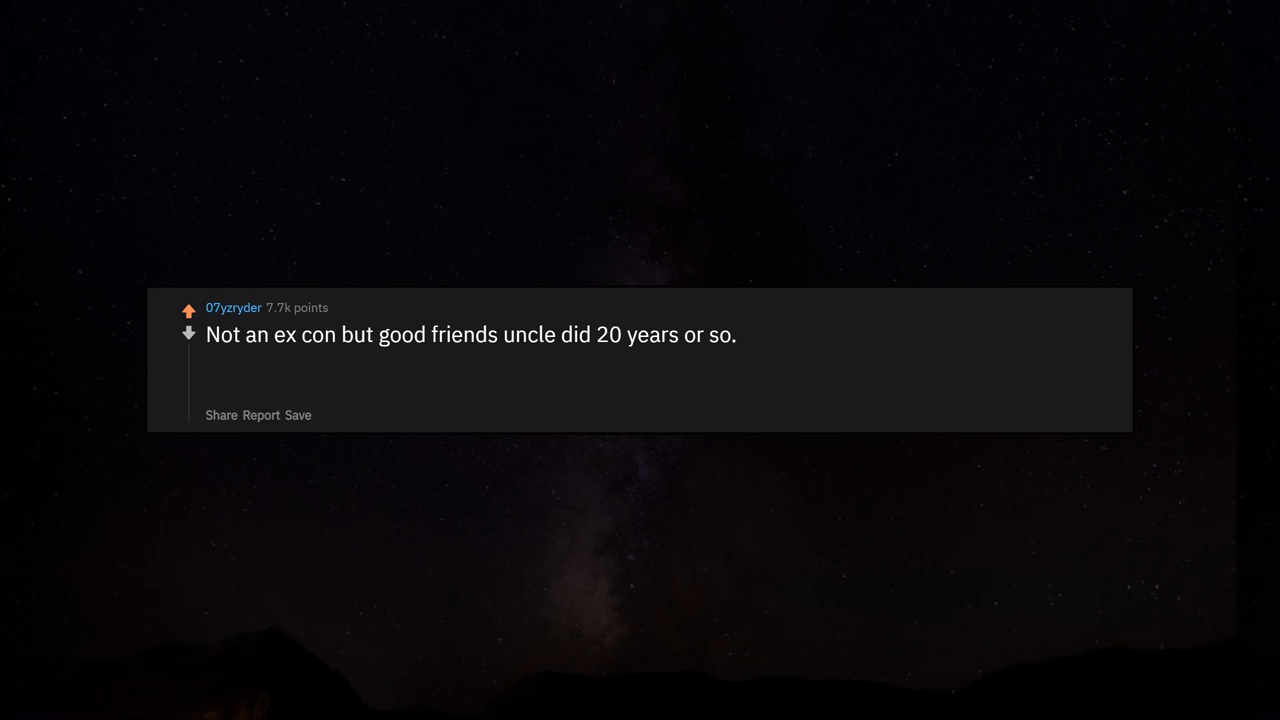 07yzryder 7.7k points
Not an ex con but good friends uncle did 20 years or so.
Share Report Save